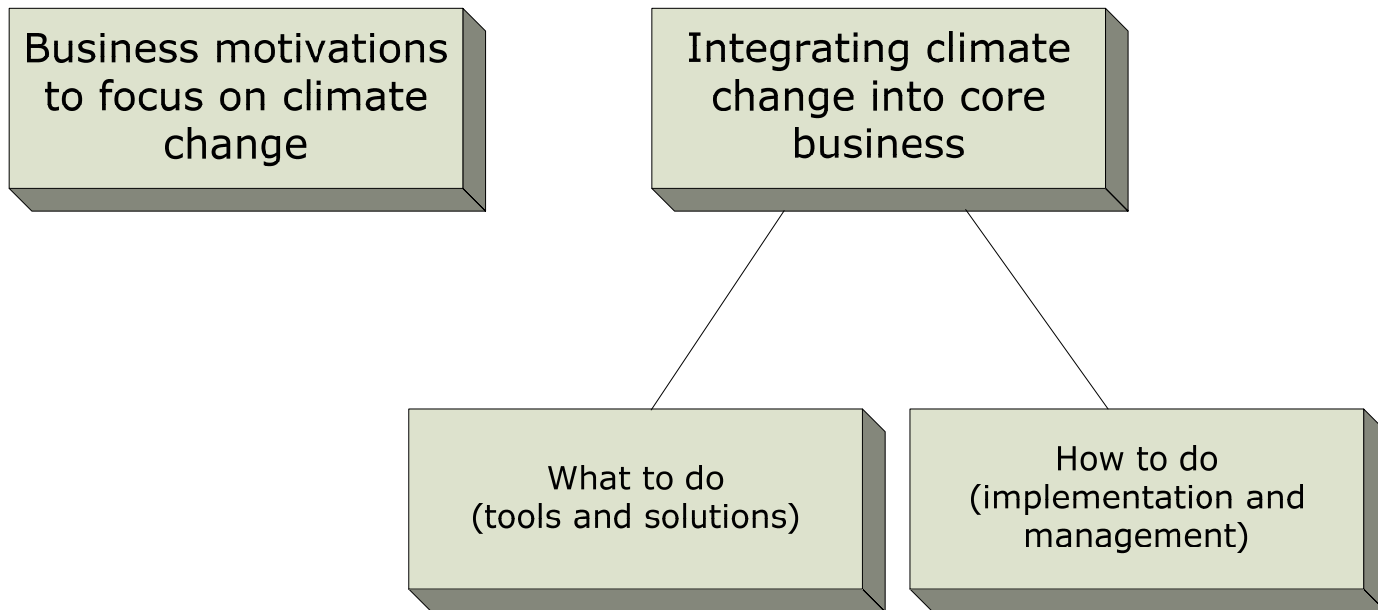 Business motivations
to focus on climate
change
Integrating climate
change into core
business
What to do
(tools and solutions)
How to do
(implementation and
management)